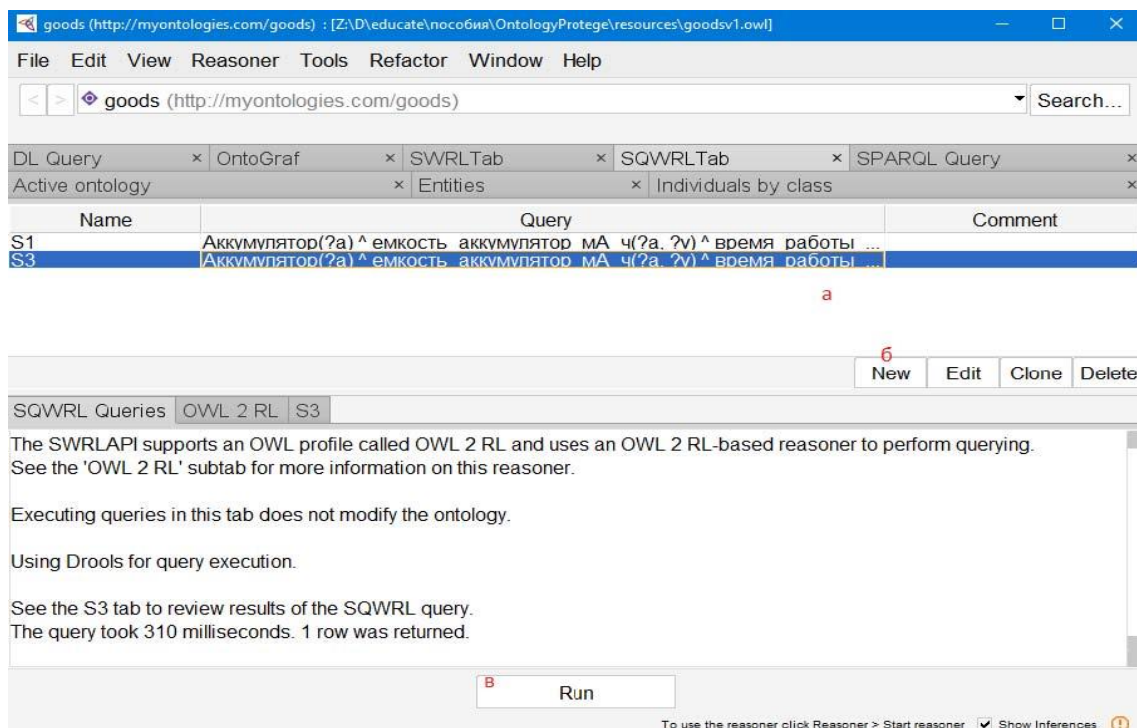 goods (http://myontologies.com/goods) : [Z:\D\educate\пособия\OntologyProtege\resources\goodsv1.owl]
File Edit View Reasoner Tools Refactor Window Help
< > goods (http://myontologies.com/goods) Search...
DL Query × OntoGraf × SWRLTab × SQWRLTab × SPARQL Query ×
Active ontology × Entities × Individuals by class ×
Name Query Comment
S1 Аккумулятор(?a) ^ емкость_аккумулятор_мА_ч(?a, ?v) ^ время_работы_...
S3 Аккумулятор(?a) ^ емкость_аккумулятор_мА_ч(?a, ?v) ^ время_работы_...
а
б
New Edit Clone Delete
SQWRL Queries OWL 2 RL S3
The SWRLAPI supports an OWL profile called OWL 2 RL and uses an OWL 2 RL-based reasoner to perform querying.
See the 'OWL 2 RL' subtab for more information on this reasoner.
Executing queries in this tab does not modify the ontology.
Using Drools for query execution.
See the S3 tab to review results of the SQWRL query.
The query took 310 milliseconds. 1 row was returned.
в Run
To use the reasoner click Reasoner > Start reasoner Show Inferences